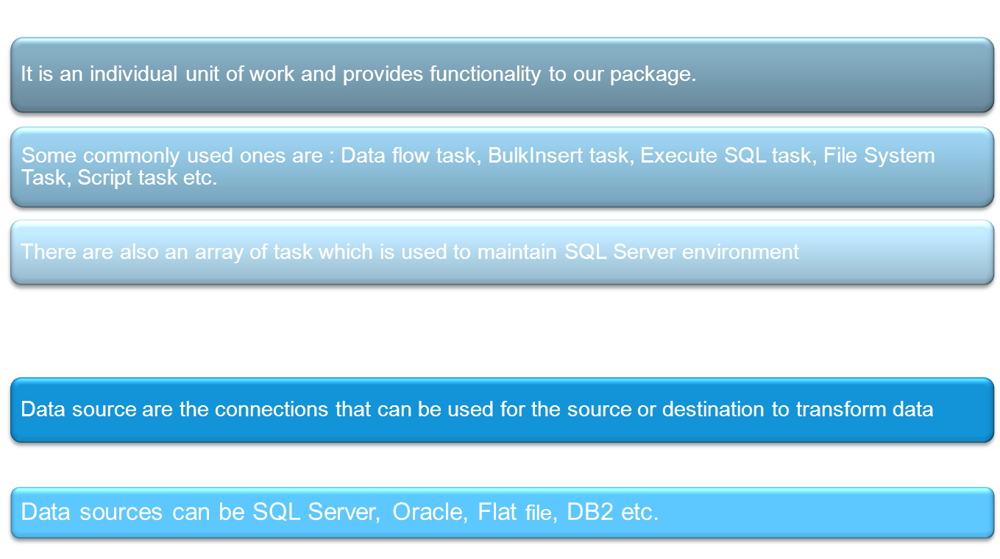 It is an individual unit of work and provides functionality to our package.
Some commonly used ones are : Data flow task, BulkInsert task, Execute SQL task, File System
Task, Script task etc.
There are also an array of task which is used to maintain SQL Server environment
Data source are the connections that can be used for the source or destination to transform data
Data sources can be SQL Server, Oracle, Flat file, DB2 etc.